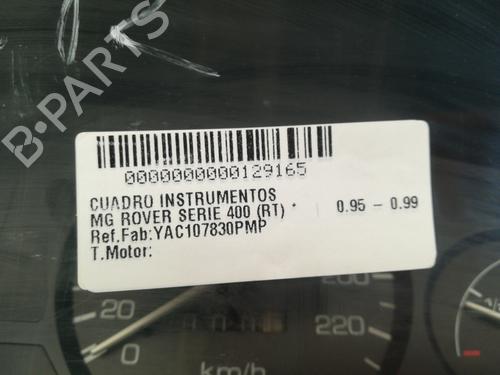 B-PARTS
0000000000129165
CUADRO INSTRUMENTOS
MG ROVER SERIE 400 (RT) * 0.95 - 0.99
Ref.Fab:YAC107830PMP
T.Motor:
20
0
km/h
200
220